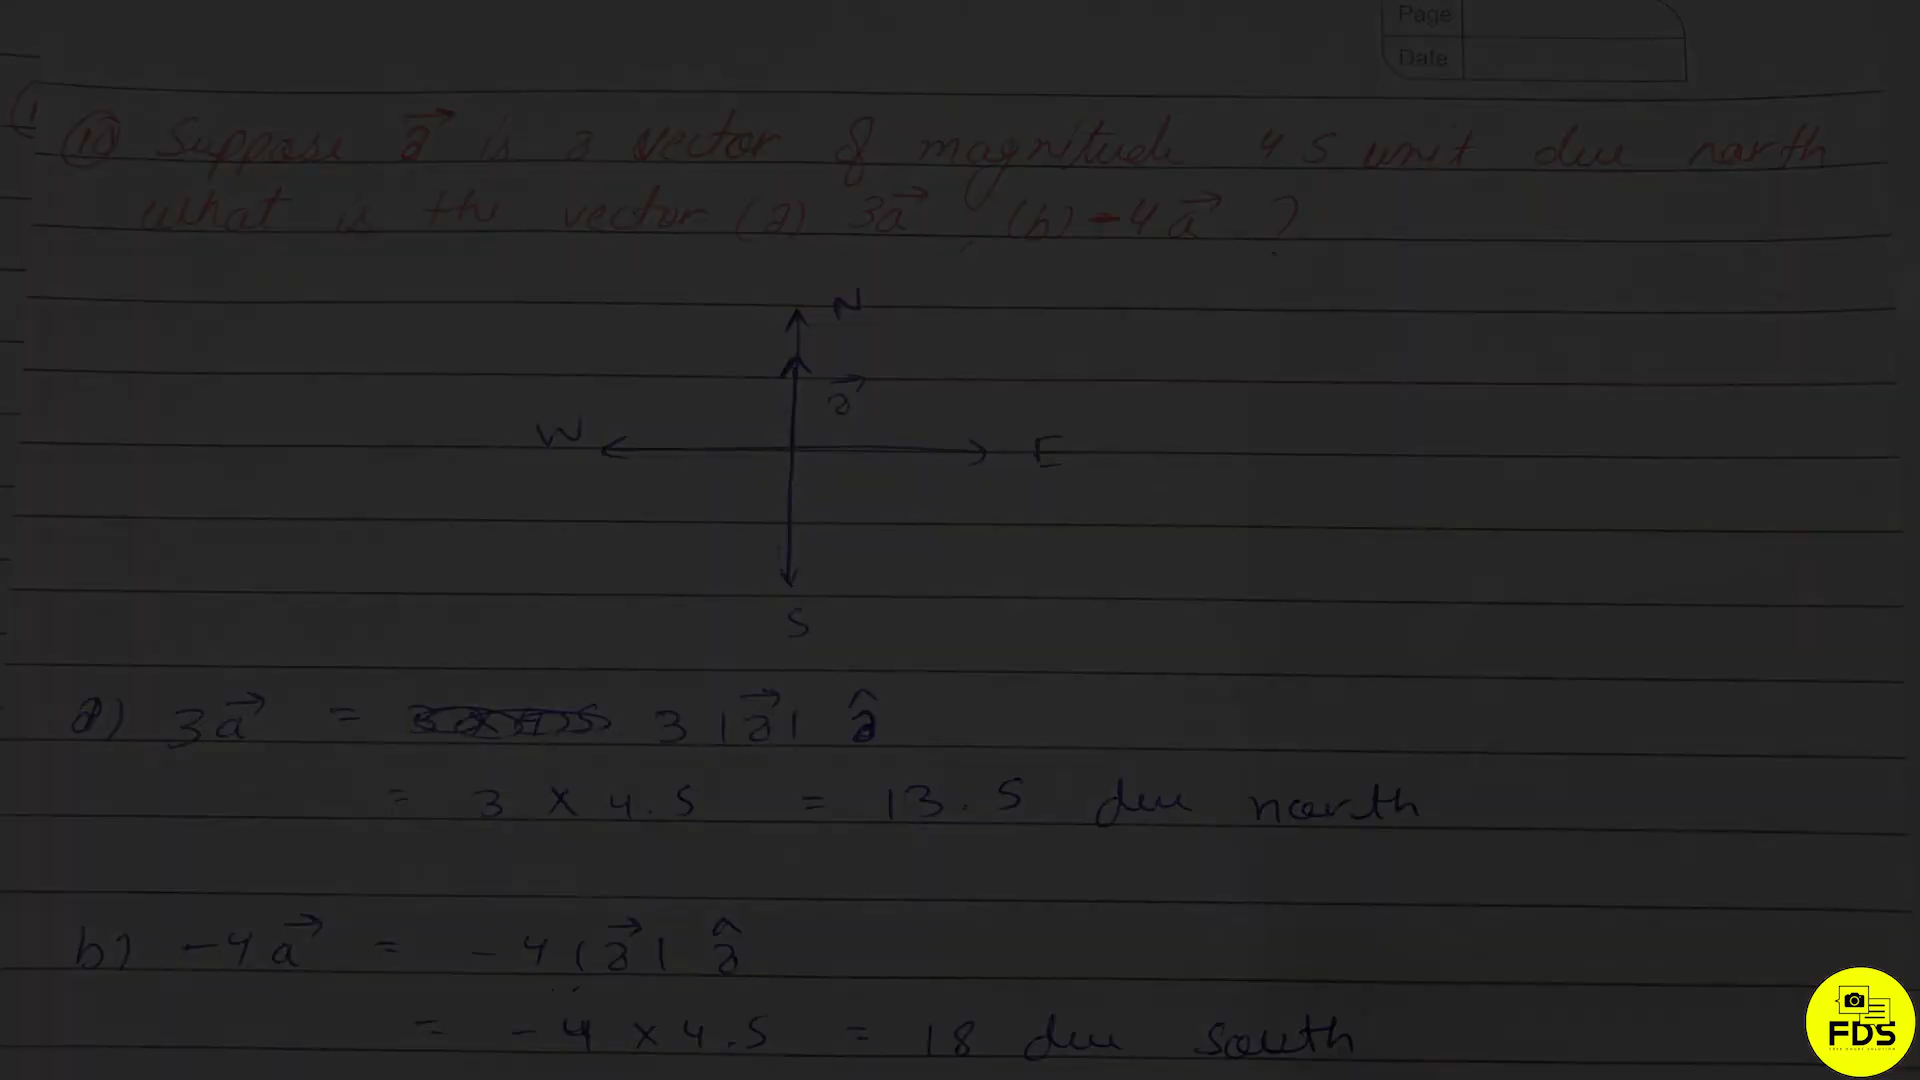 Page
Date
(10) Suppose a⃗ is a vector of magnitude 4 5 unit due north
what is the vector (a) 3a⃗, (b) -4a⃗ ?
N
a⃗
W
E
S
a) 3a⃗ = 3 |a⃗| â
= 3 × 4.5 = 13.5 due north
b) -4a⃗ = -4 |a⃗| â
= -4 × 4.5 = 18 due south
FDS